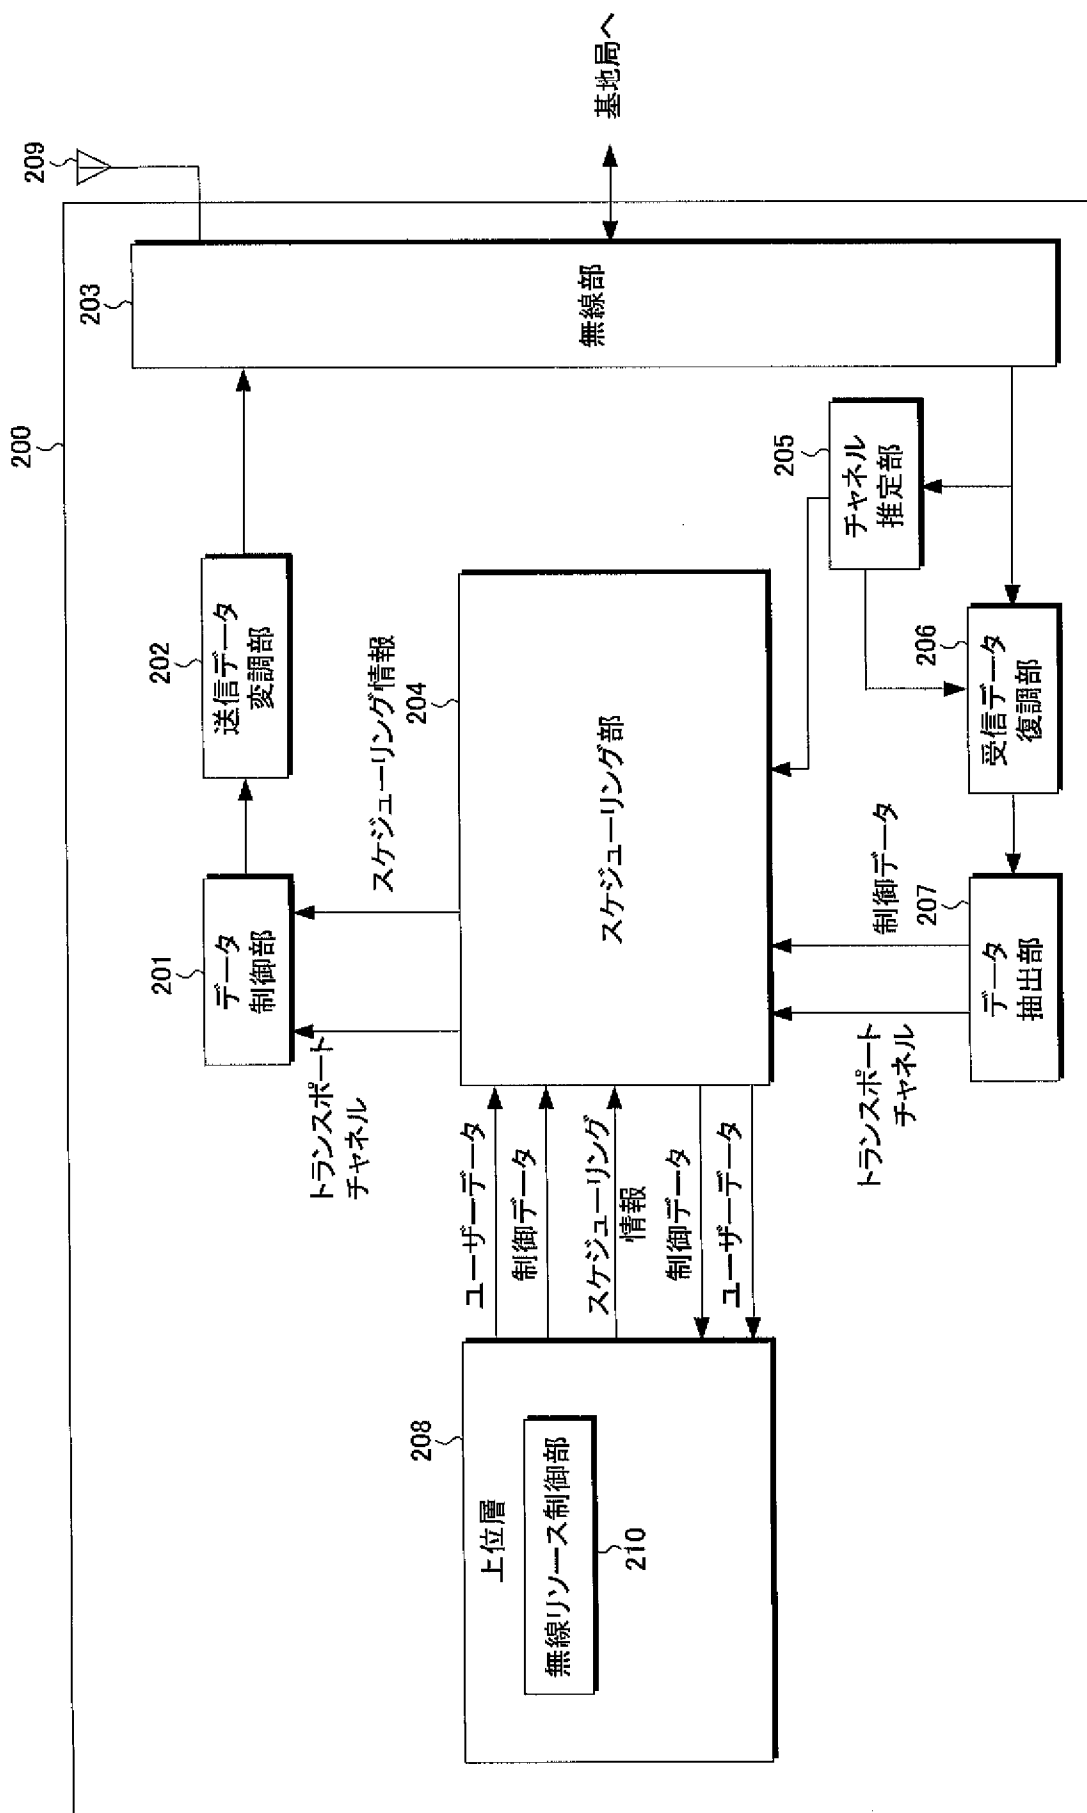 200
201
データ
制御部
202
送信データ
変調部
203
無線部
209
基地局へ
トランスポート
チャネル
スケジューリング情報
204
スケジューリング部
208
上位層
無線リソース制御部
210
ユーザーデータ
制御データ
スケジューリング
情報
制御データ
ユーザーデータ
205
チャネル
推定部
206
受信データ
復調部
207
データ
抽出部
制御データ
トランスポート
チャネル